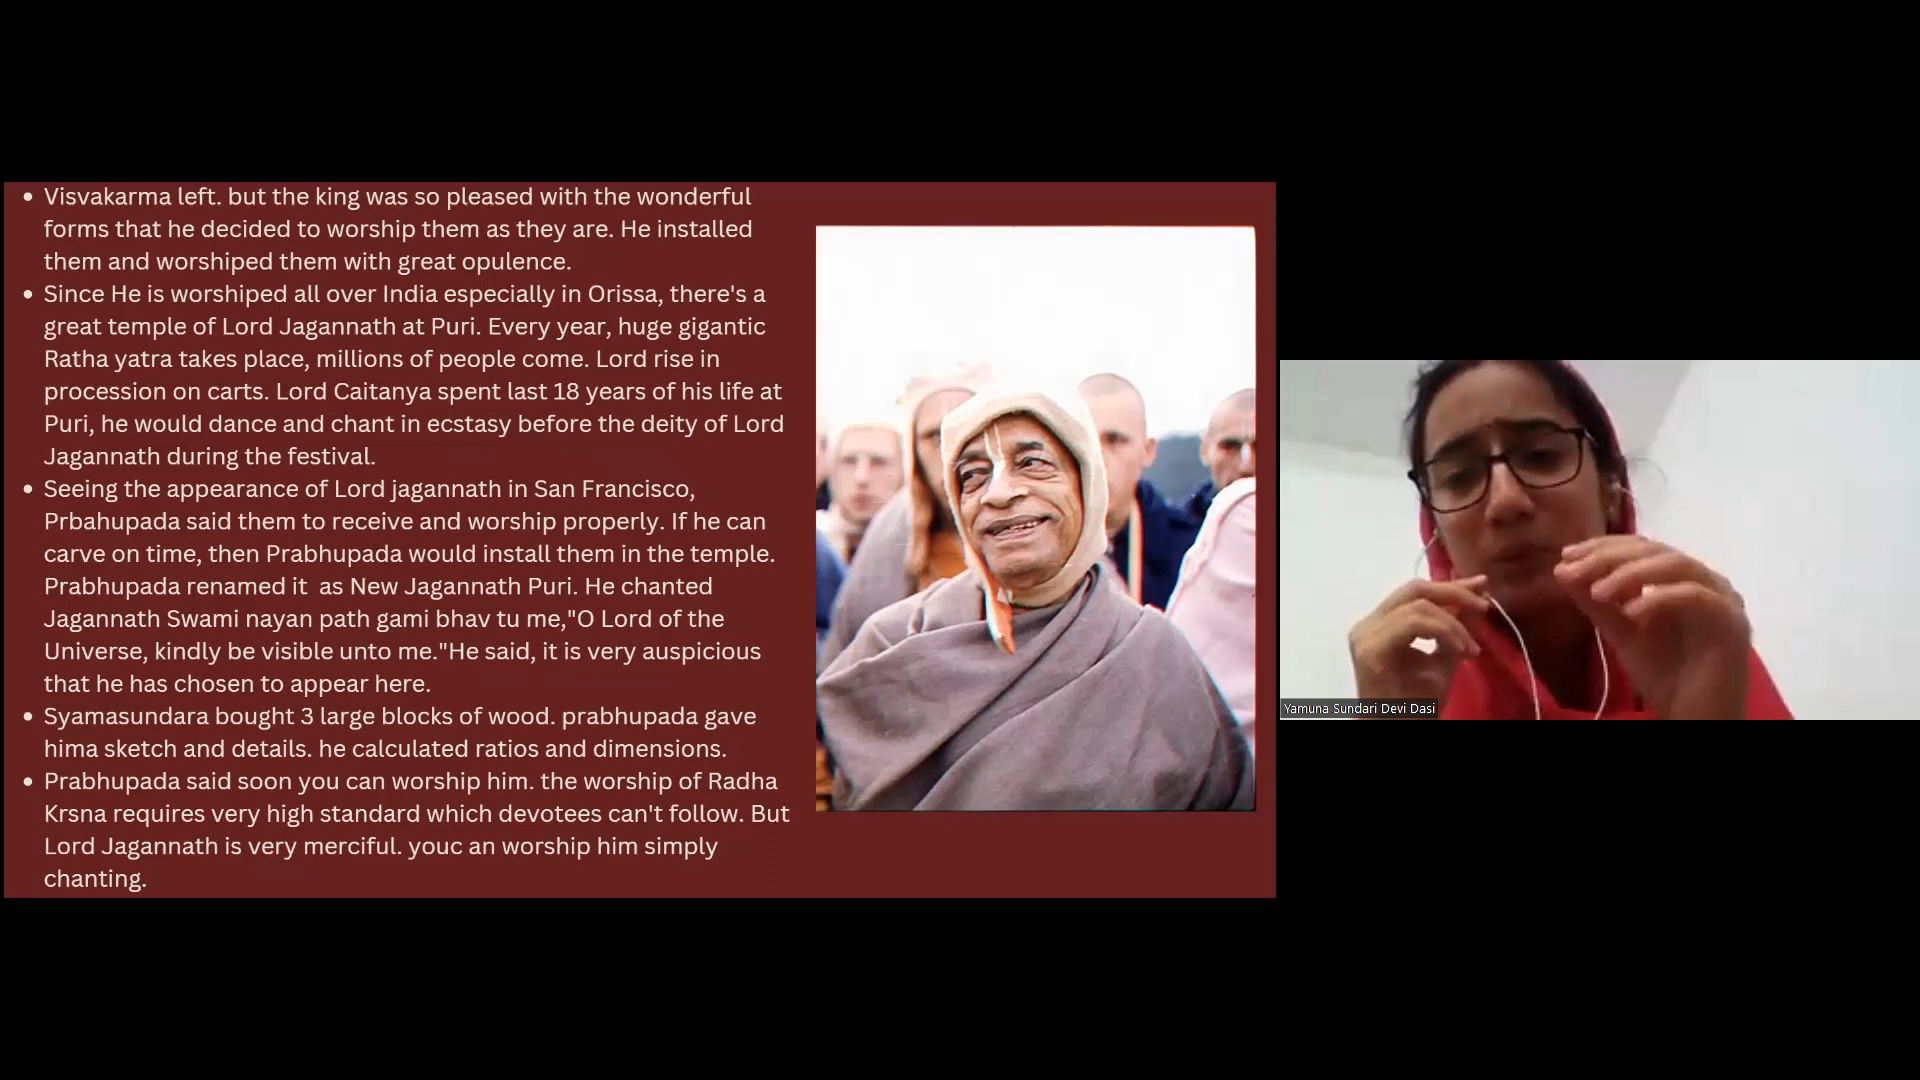 • Visvakarma left. but the king was so pleased with the wonderful
forms that he decided to worship them as they are. He installed
them and worshiped them with great opulence.
• Since He is worshiped all over India especially in Orissa, there's a
great temple of Lord Jagannath at Puri. Every year, huge gigantic
Ratha yatra takes place, millions of people come. Lord rise in
procession on carts. Lord Caitanya spent last 18 years of his life at
Puri, he would dance and chant in ecstasy before the deity of Lord
Jagannath during the festival.
• Seeing the appearance of Lord jagannath in San Francisco,
Prbahupada said them to receive and worship properly. If he can
carve on time, then Prabhupada would install them in the temple.
Prabhupada renamed it  as New Jagannath Puri. He chanted
Jagannath Swami nayan path gami bhav tu me,"O Lord of the
Universe, kindly be visible unto me."He said, it is very auspicious
that he has chosen to appear here.
• Syamasundara bought 3 large blocks of wood. prabhupada gave
hima sketch and details. he calculated ratios and dimensions.
• Prabhupada said soon you can worship him. the worship of Radha
Krsna requires very high standard which devotees can't follow. But
Lord Jagannath is very merciful. youc an worship him simply
chanting.
Yamuna Sundari Devi Dasi